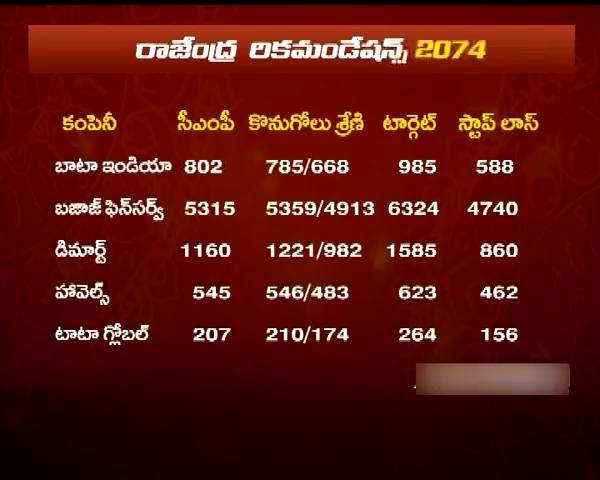 రాజేంద్ర రికమండేషన్స్ 2074
కంపెనీ సీఎంపీ కొనుగోలు శ్రేణి టార్గెట్ స్టాప్ లాస్
బాటా ఇండియా 802 785/668 985 588
బజాజ్ ఫిన్‌సర్వ్ 5315 5359/4913 6324 4740
డిమార్ట్ 1160 1221/982 1585 860
హావెల్స్ 545 546/483 623 462
టాటా గ్లోబల్ 207 210/174 264 156